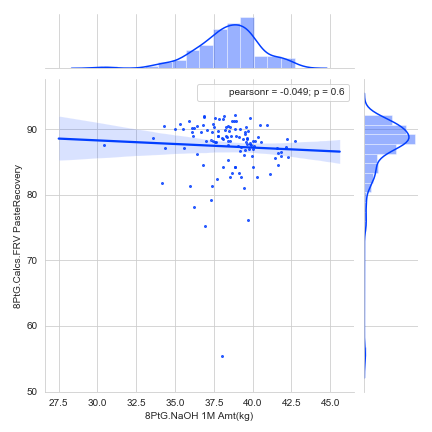 pearsonr = -0.049; p = 0.6
90
80
70
60
50
8PtG.Calcs.FRV PasteRecovery
27.5 30.0 32.5 35.0 37.5 40.0 42.5 45.0
8PtG.NaOH 1M Amt(kg)